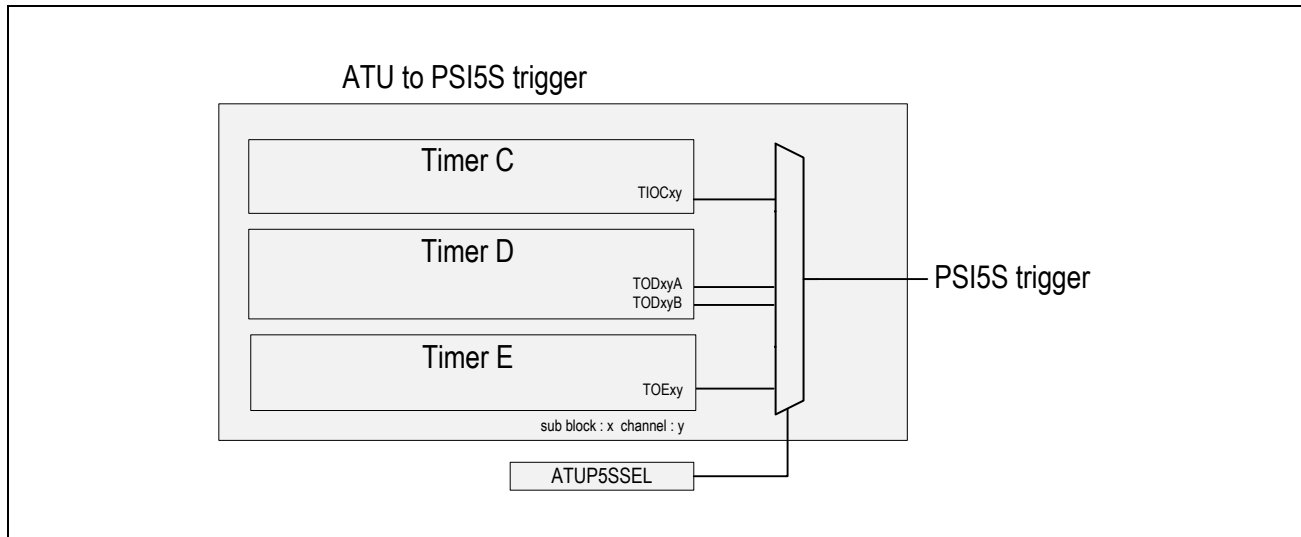 ATU to PSI5S trigger
Timer C
TIOCxy
Timer D
TODxyA
TODxyB
PSI5S trigger
Timer E
TOExy
sub block : x channel : y
ATUP5SSEL